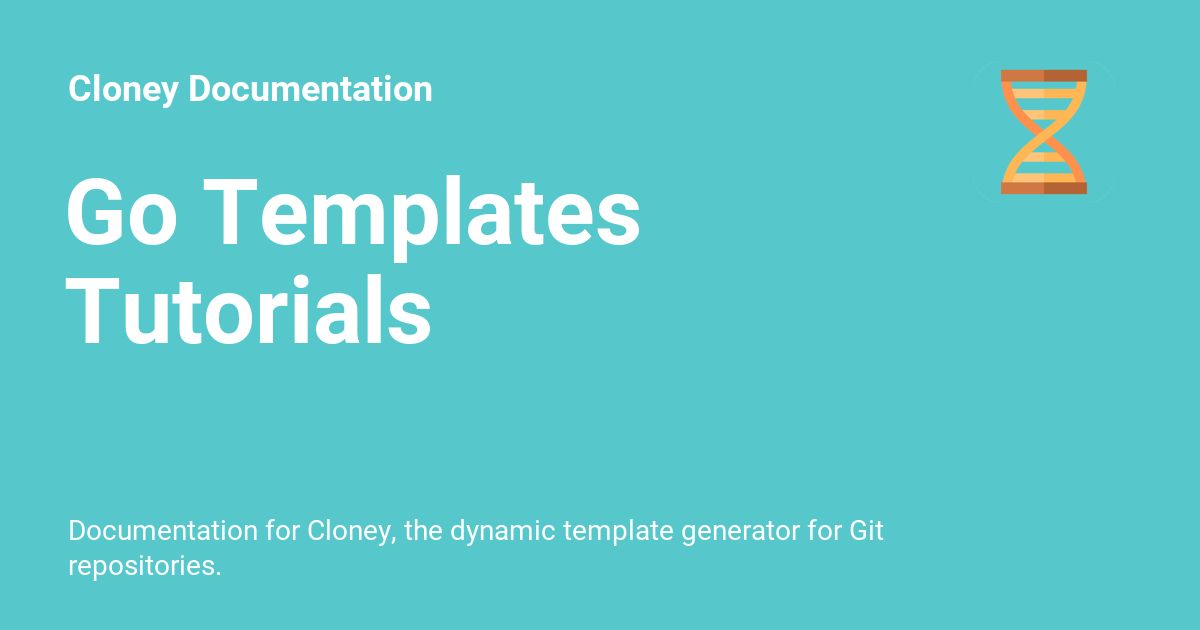 Cloney Documentation
Go Templates
Tutorials
Documentation for Cloney, the dynamic template generator for Git
repositories.